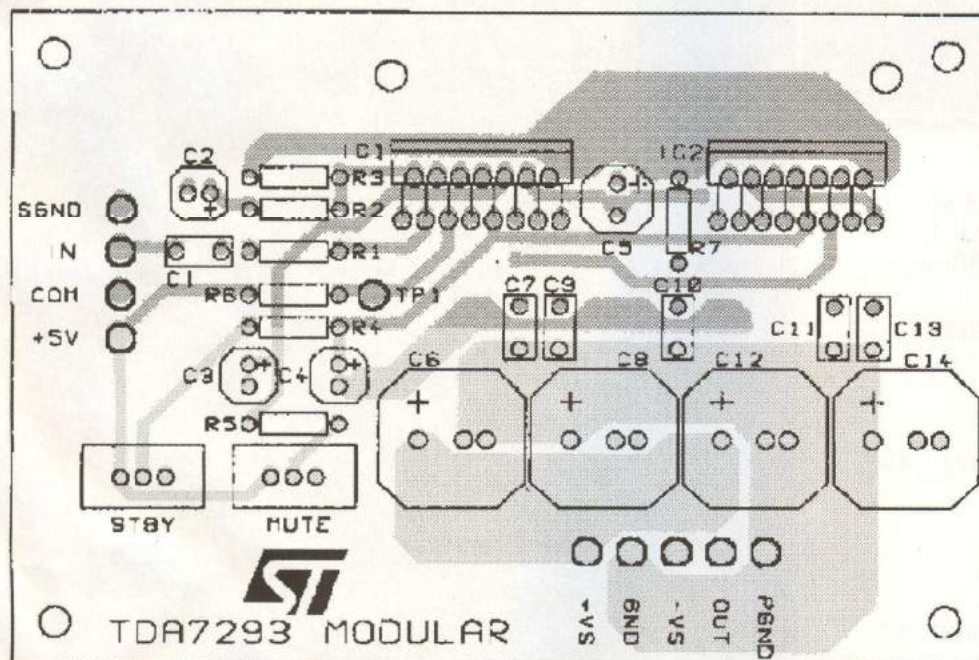 C2
IC1
IC2
R3
SGND
R2
IN
R1
C5
R7
C1
COM
R6
TP1
C7
C9
C10
+5V
R4
C11
C13
C3
C4
C6
C8
C12
C14
R5
STBY
MUTE
ST
+VS
GND
-VS
OUT
PGND
TDA7293 MODULAR